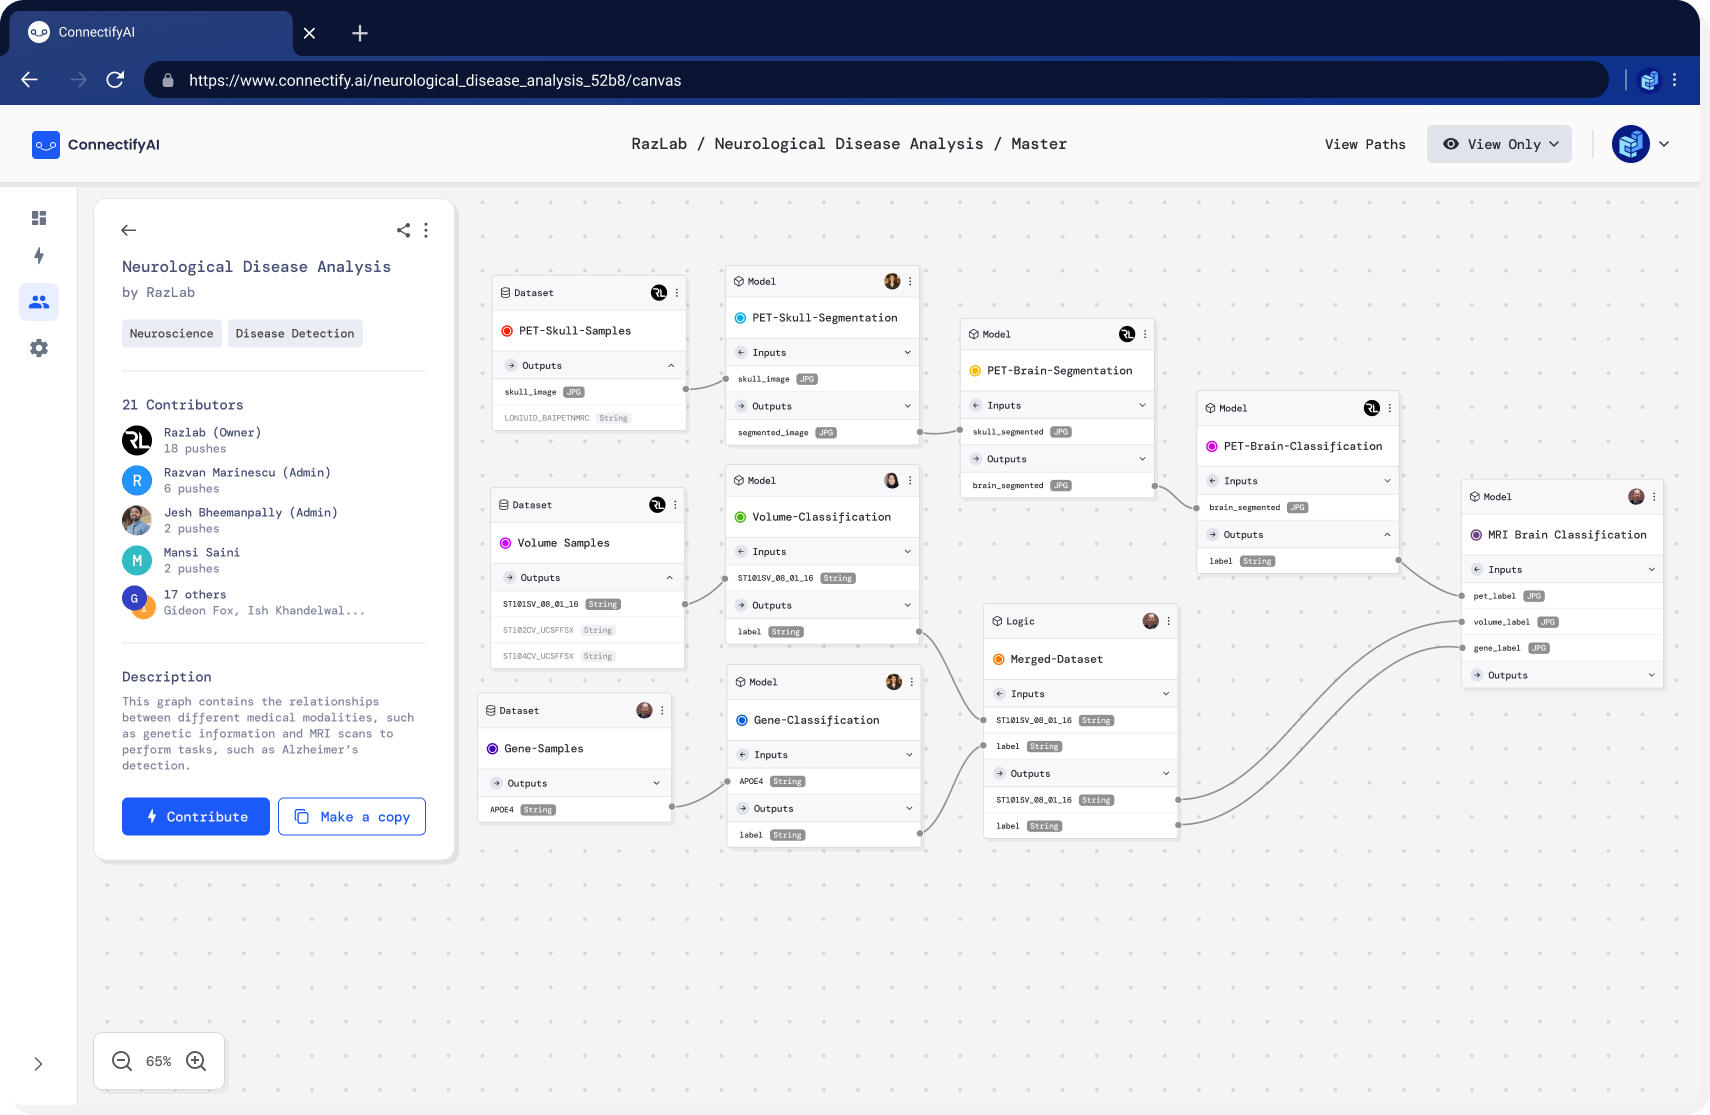 ConnectifyAI
https://www.connectify.ai/neurological_disease_analysis_52b8/canvas
ConnectifyAI
RazLab / Neurological Disease Analysis / Master
View Paths
View Only
Neurological Disease Analysis
by RazLab
Neuroscience
Disease Detection
21 Contributors
RL
Razlab (Owner)
18 pushes
R
Razvan Marinescu (Admin)
6 pushes
Jesh Bheemanpally (Admin)
2 pushes
M
Mansi Saini
2 pushes
G
I
17 others
Gideon Fox, Ish Khandelwal...
Description
This graph contains the relationships
between different medical modalities, such
as genetic information and MRI scans to
perform tasks, such as Alzheimer's
detection.
Contribute
Make a copy
65%
Dataset
RL
PET-Skull-Samples
Outputs
skull_image JPG
LONIUID_BAIPETNMRC String
Dataset
RL
Volume Samples
Outputs
ST101SV_08_01_16 String
ST102CV_UCSFFSX String
ST104CV_UCSFFSX String
Dataset
Gene-Samples
Outputs
APOE4 String
Model
PET-Skull-Segmentation
Inputs
skull_image JPG
Outputs
segmented_image JPG
Model
Volume-Classification
Inputs
ST101SV_08_01_16 String
Outputs
label String
Model
Gene-Classification
Inputs
APOE4 String
Outputs
label String
Model
RL
PET-Brain-Segmentation
Inputs
skull_segmented JPG
Outputs
brain_segmented JPG
Logic
Merged-Dataset
Inputs
ST101SV_08_01_16 String
label String
Outputs
ST101SV_08_01_16 String
label String
Model
RL
PET-Brain-Classification
Inputs
brain_segmented JPG
Outputs
label String
Model
MRI Brain Classification
Inputs
pet_label JPG
volume_label JPG
gene_label JPG
Outputs